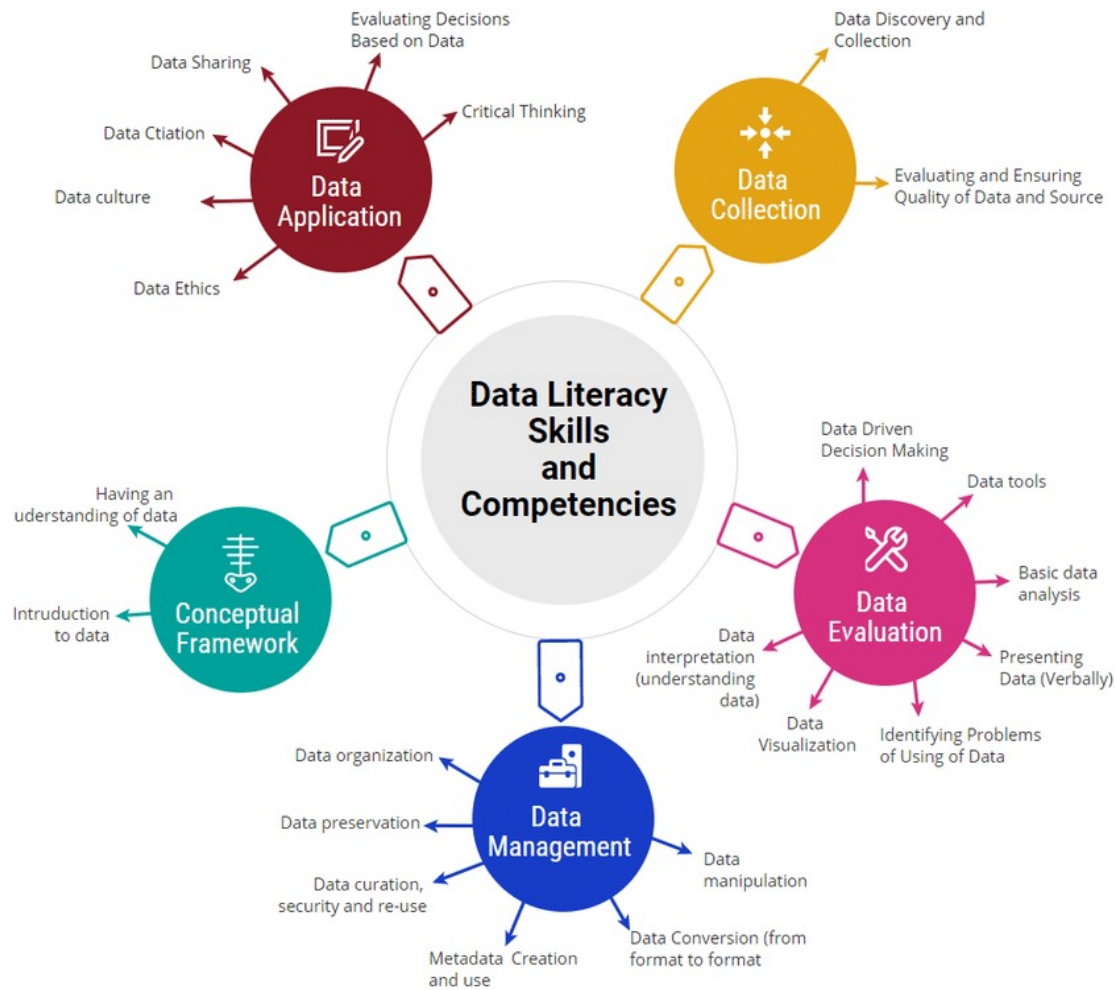 Data Literacy
Skills
and
Competencies
Data
Application
Evaluating Decisions
Based on Data
Data Sharing
Critical Thinking
Data Ctiation
Data culture
Data Ethics
Data
Collection
Data Discovery and
Collection
Evaluating and Ensuring
Quality of Data and Source
Data
Evaluation
Data Driven
Decision Making
Data tools
Basic data
analysis
Presenting
Data (Verbally)
Identifying Problems
of Using of Data
Data
Visualization
Data
interpretation
(understanding
data)
Data
Management
Data organization
Data preservation
Data curation,
security and re-use
Metadata Creation
and use
Data Conversion (from
format to format
Data
manipulation
Conceptual
Framework
Having an
uderstanding of data
Intruduction
to data